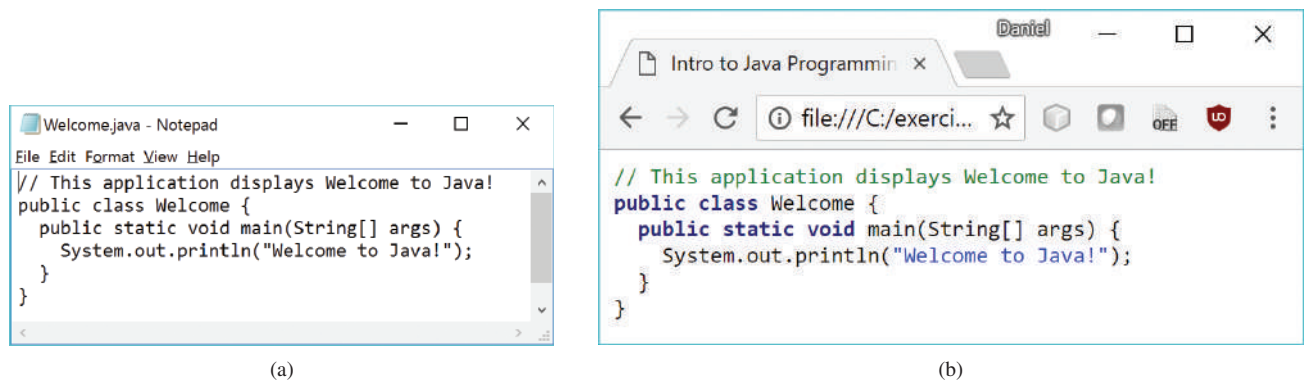 Welcome.java - Notepad
File Edit Format View Help
// This application displays Welcome to Java!
public class Welcome {
  public static void main(String[] args) {
    System.out.println("Welcome to Java!");
  }
}
(a)
Daniel
Intro to Java Programmin
file:///C:/exerci...
OFF
// This application displays Welcome to Java!
public class Welcome {
  public static void main(String[] args) {
    System.out.println("Welcome to Java!");
  }
}
(b)